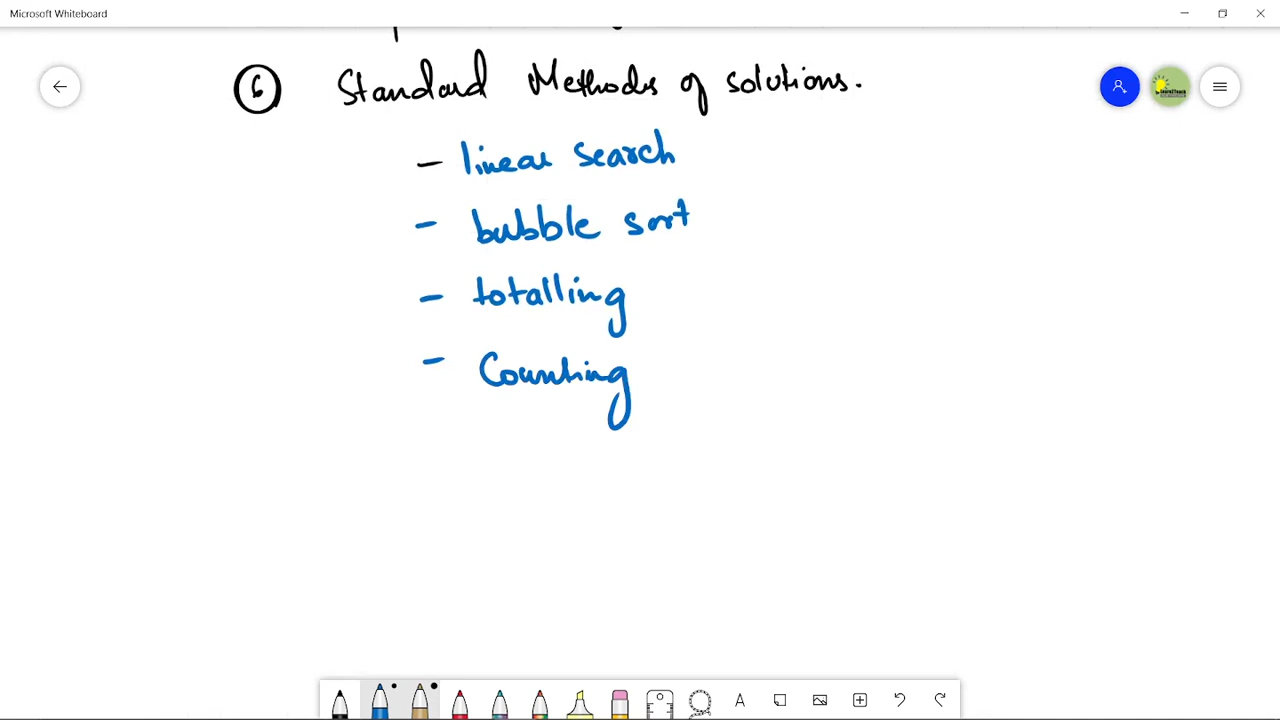 Microsoft Whiteboard
6 Standard Methods of solutions.
- linear search
- bubble sort
- totalling
- Counting
A